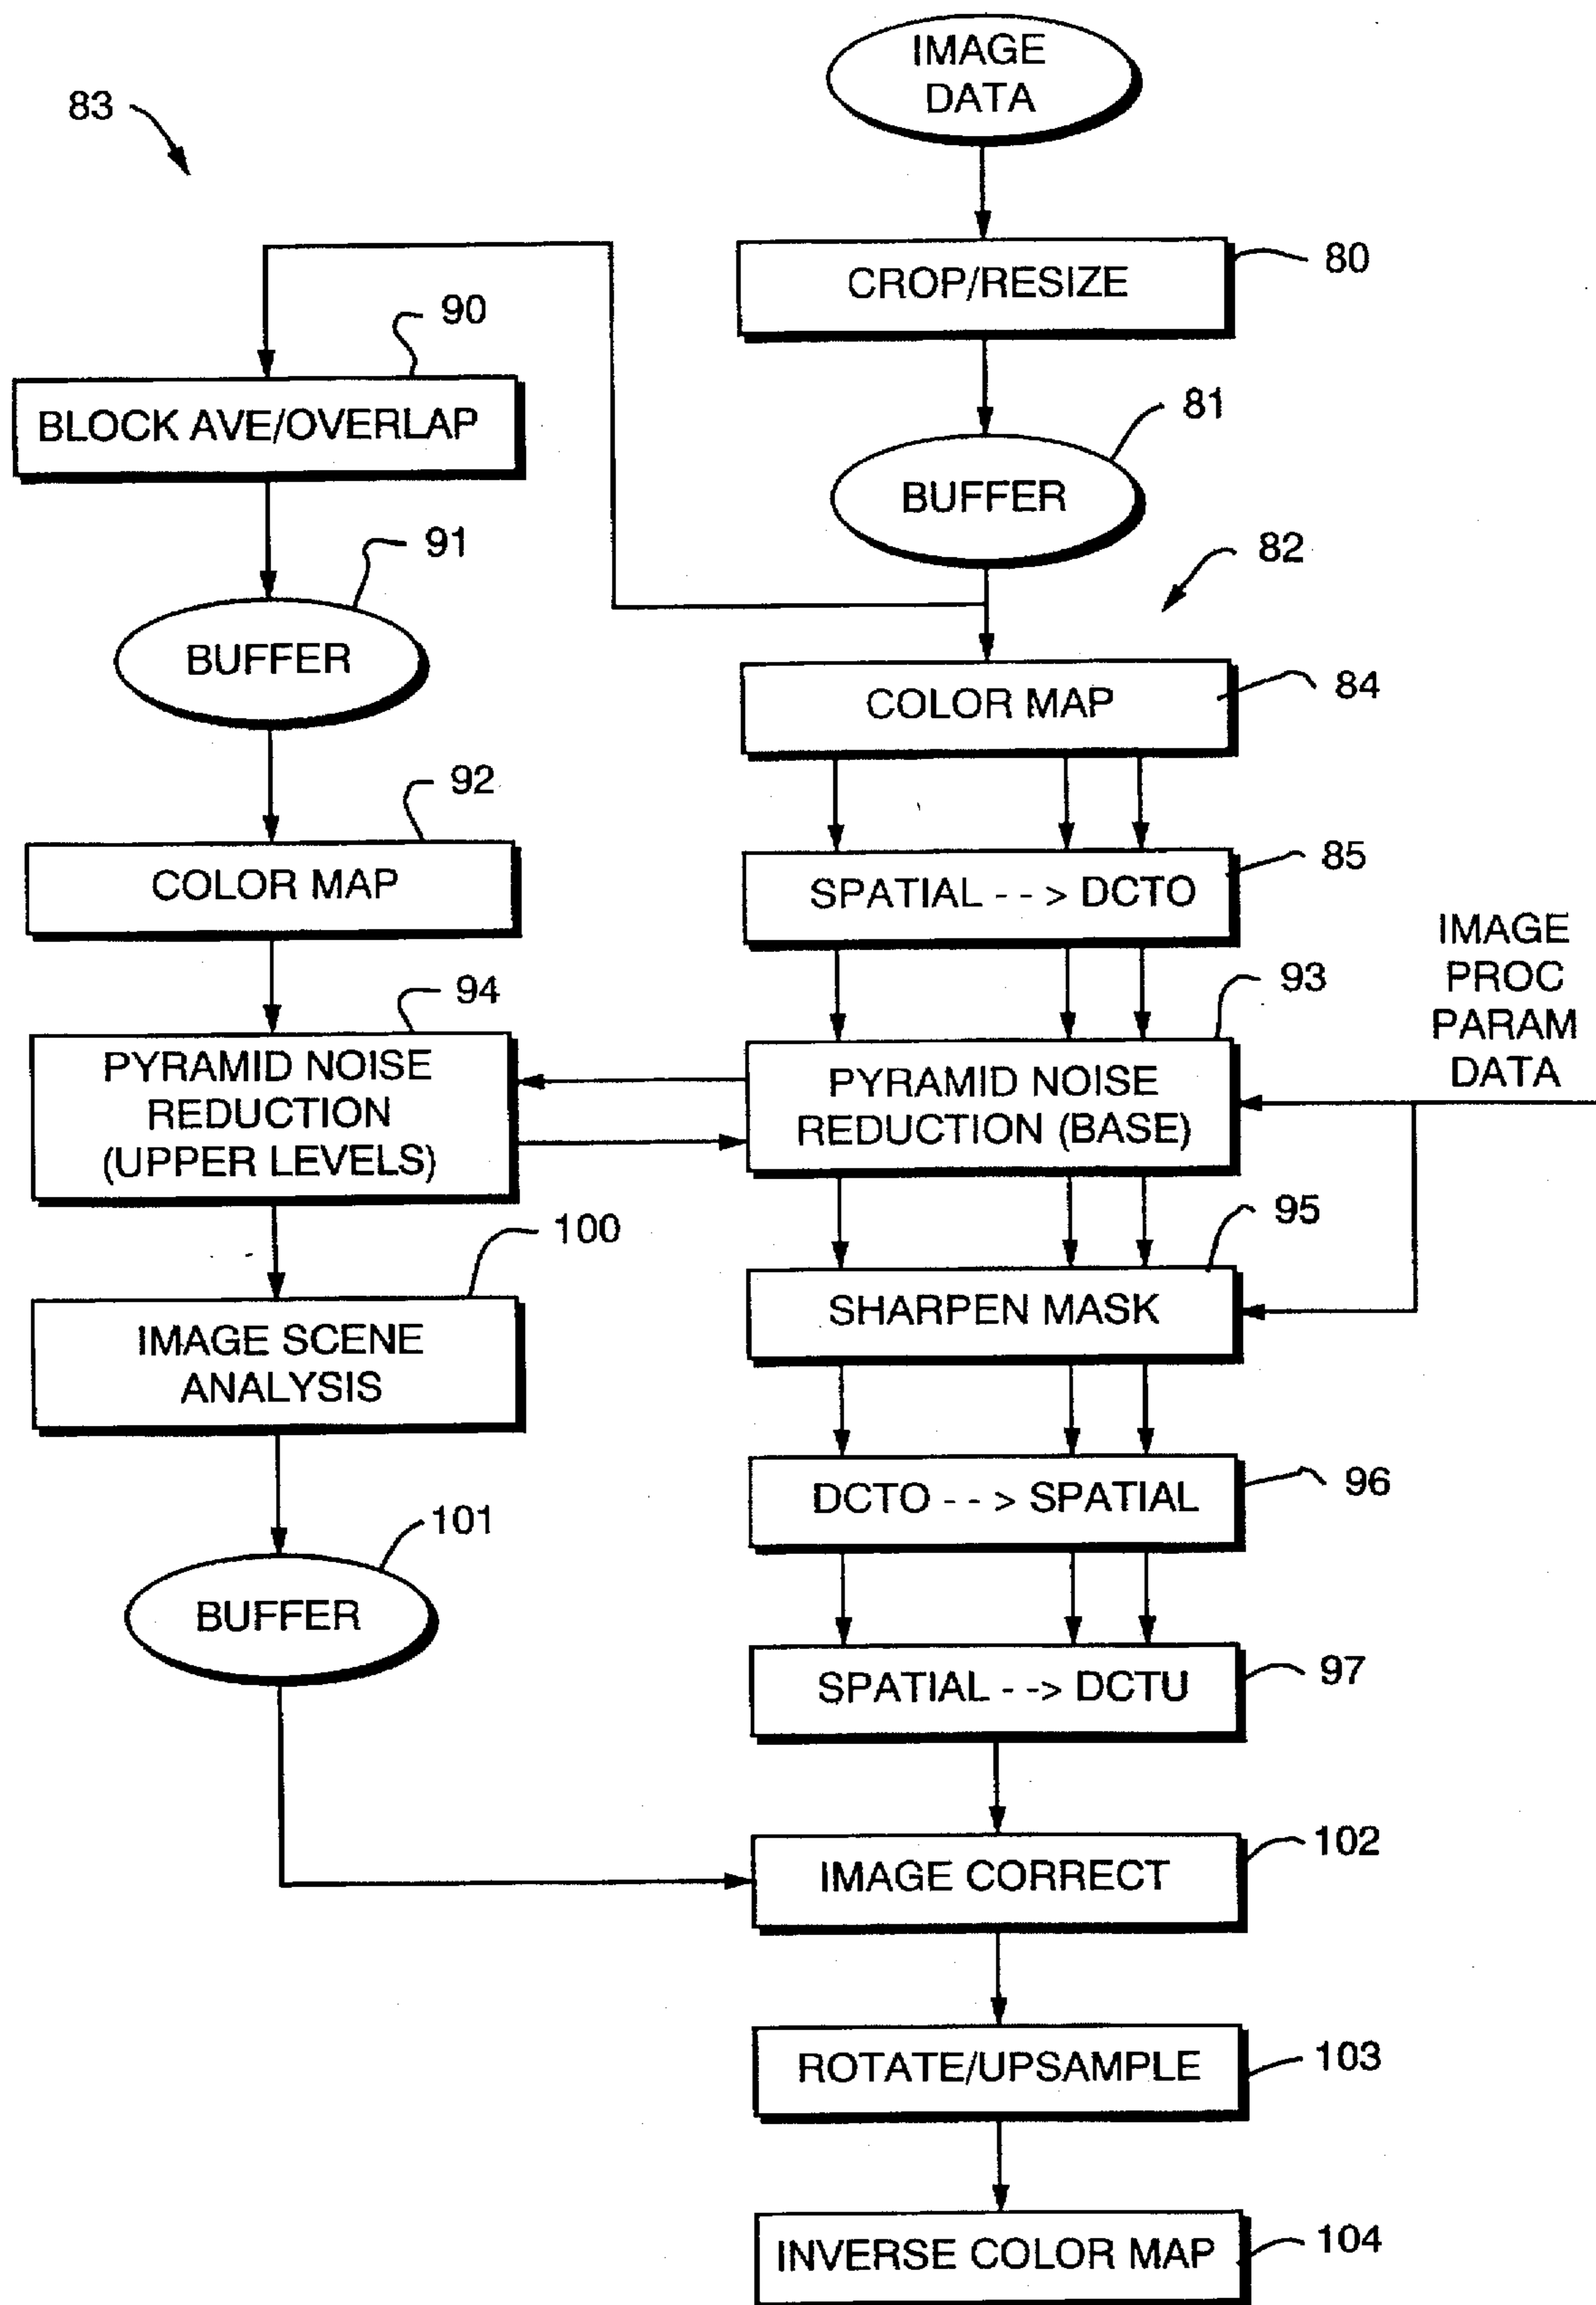 IMAGE
DATA
83
CROP/RESIZE
80
90
BLOCK AVE/OVERLAP
81
BUFFER
91
82
BUFFER
COLOR MAP
84
92
COLOR MAP
SPATIAL - - > DCTO
85
IMAGE
PROC
PARAM
DATA
94
PYRAMID NOISE
REDUCTION
(UPPER LEVELS)
93
PYRAMID NOISE
REDUCTION (BASE)
100
IMAGE SCENE
ANALYSIS
95
SHARPEN MASK
DCTO - - > SPATIAL
96
101
BUFFER
SPATIAL - -> DCTU
97
IMAGE CORRECT
102
ROTATE/UPSAMPLE
103
INVERSE COLOR MAP
104